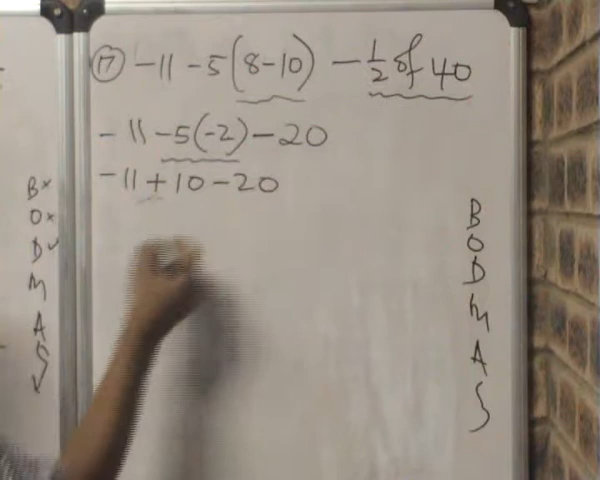 17 -11 -5(8-10) - 1/2 of 40
- 11 -5(-2) -20
-11 +10 -20
B×
O×
D✓
M
A
S
B
O
D
M
A
S